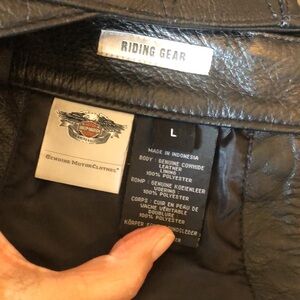 RIDING GEAR
GENUINE MOTORCLOTHES
L
MADE IN INDONESIA
BODY : GENUINE COWHIDE
LEATHER
LINING :
100% POLYESTER
ROMP : GENUINE KOEIENLEER
VOERING :
100% POLYESTER
CORPS : CUIR EN PEAU DE
VACHE VÉRITABLE
DOUBLURE
100% POLYESTER
KÖRPER